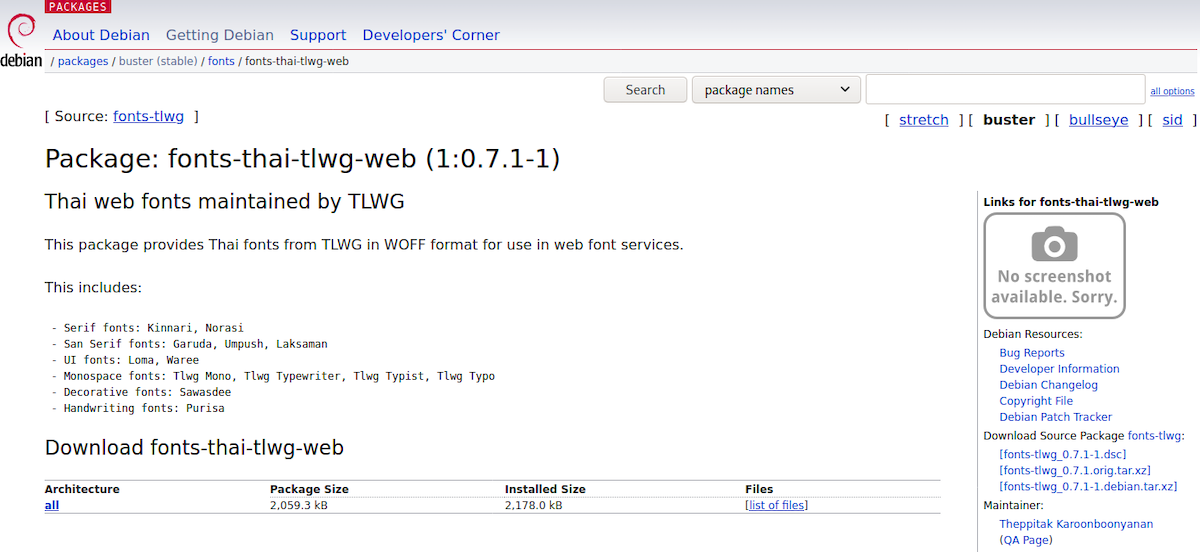 PACKAGES
About Debian Getting Debian Support Developers' Corner
debian
/ packages / buster (stable) / fonts / fonts-thai-tlwg-web
Search package names all options
[ Source: fonts-tlwg ]
[ stretch ] [ buster ] [ bullseye ] [ sid ]
Package: fonts-thai-tlwg-web (1:0.7.1-1)
Thai web fonts maintained by TLWG
This package provides Thai fonts from TLWG in WOFF format for use in web font services.
This includes:
- Serif fonts: Kinnari, Norasi
- San Serif fonts: Garuda, Umpush, Laksaman
- UI fonts: Loma, Waree
- Monospace fonts: Tlwg Mono, Tlwg Typewriter, Tlwg Typist, Tlwg Typo
- Decorative fonts: Sawasdee
- Handwriting fonts: Purisa
Download fonts-thai-tlwg-web
Architecture Package Size Installed Size Files
all 2,059.3 kB 2,178.0 kB [list of files]
Links for fonts-thai-tlwg-web
No screenshot
available. Sorry.
Debian Resources:
Bug Reports
Developer Information
Debian Changelog
Copyright File
Debian Patch Tracker
Download Source Package fonts-tlwg:
[fonts-tlwg_0.7.1-1.dsc]
[fonts-tlwg_0.7.1.orig.tar.xz]
[fonts-tlwg_0.7.1-1.debian.tar.xz]
Maintainer:
Theppitak Karoonboonyanan
(QA Page)